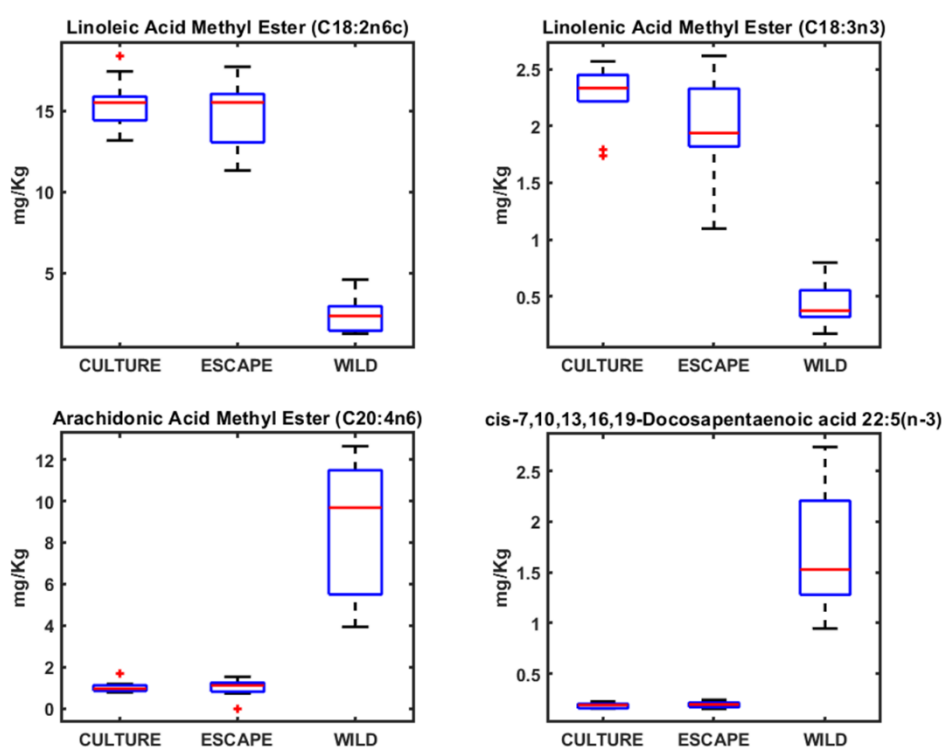 Linoleic Acid Methyl Ester (C18:2n6c)
15
10
5
mg/Kg
CULTURE ESCAPE WILD
Linolenic Acid Methyl Ester (C18:3n3)
2.5
2
1.5
1
0.5
mg/Kg
CULTURE ESCAPE WILD
Arachidonic Acid Methyl Ester (C20:4n6)
12
10
8
6
4
2
0
mg/Kg
CULTURE ESCAPE WILD
cis-7,10,13,16,19-Docosapentaenoic acid 22:5(n-3)
2.5
2
1.5
1
0.5
mg/Kg
CULTURE ESCAPE WILD